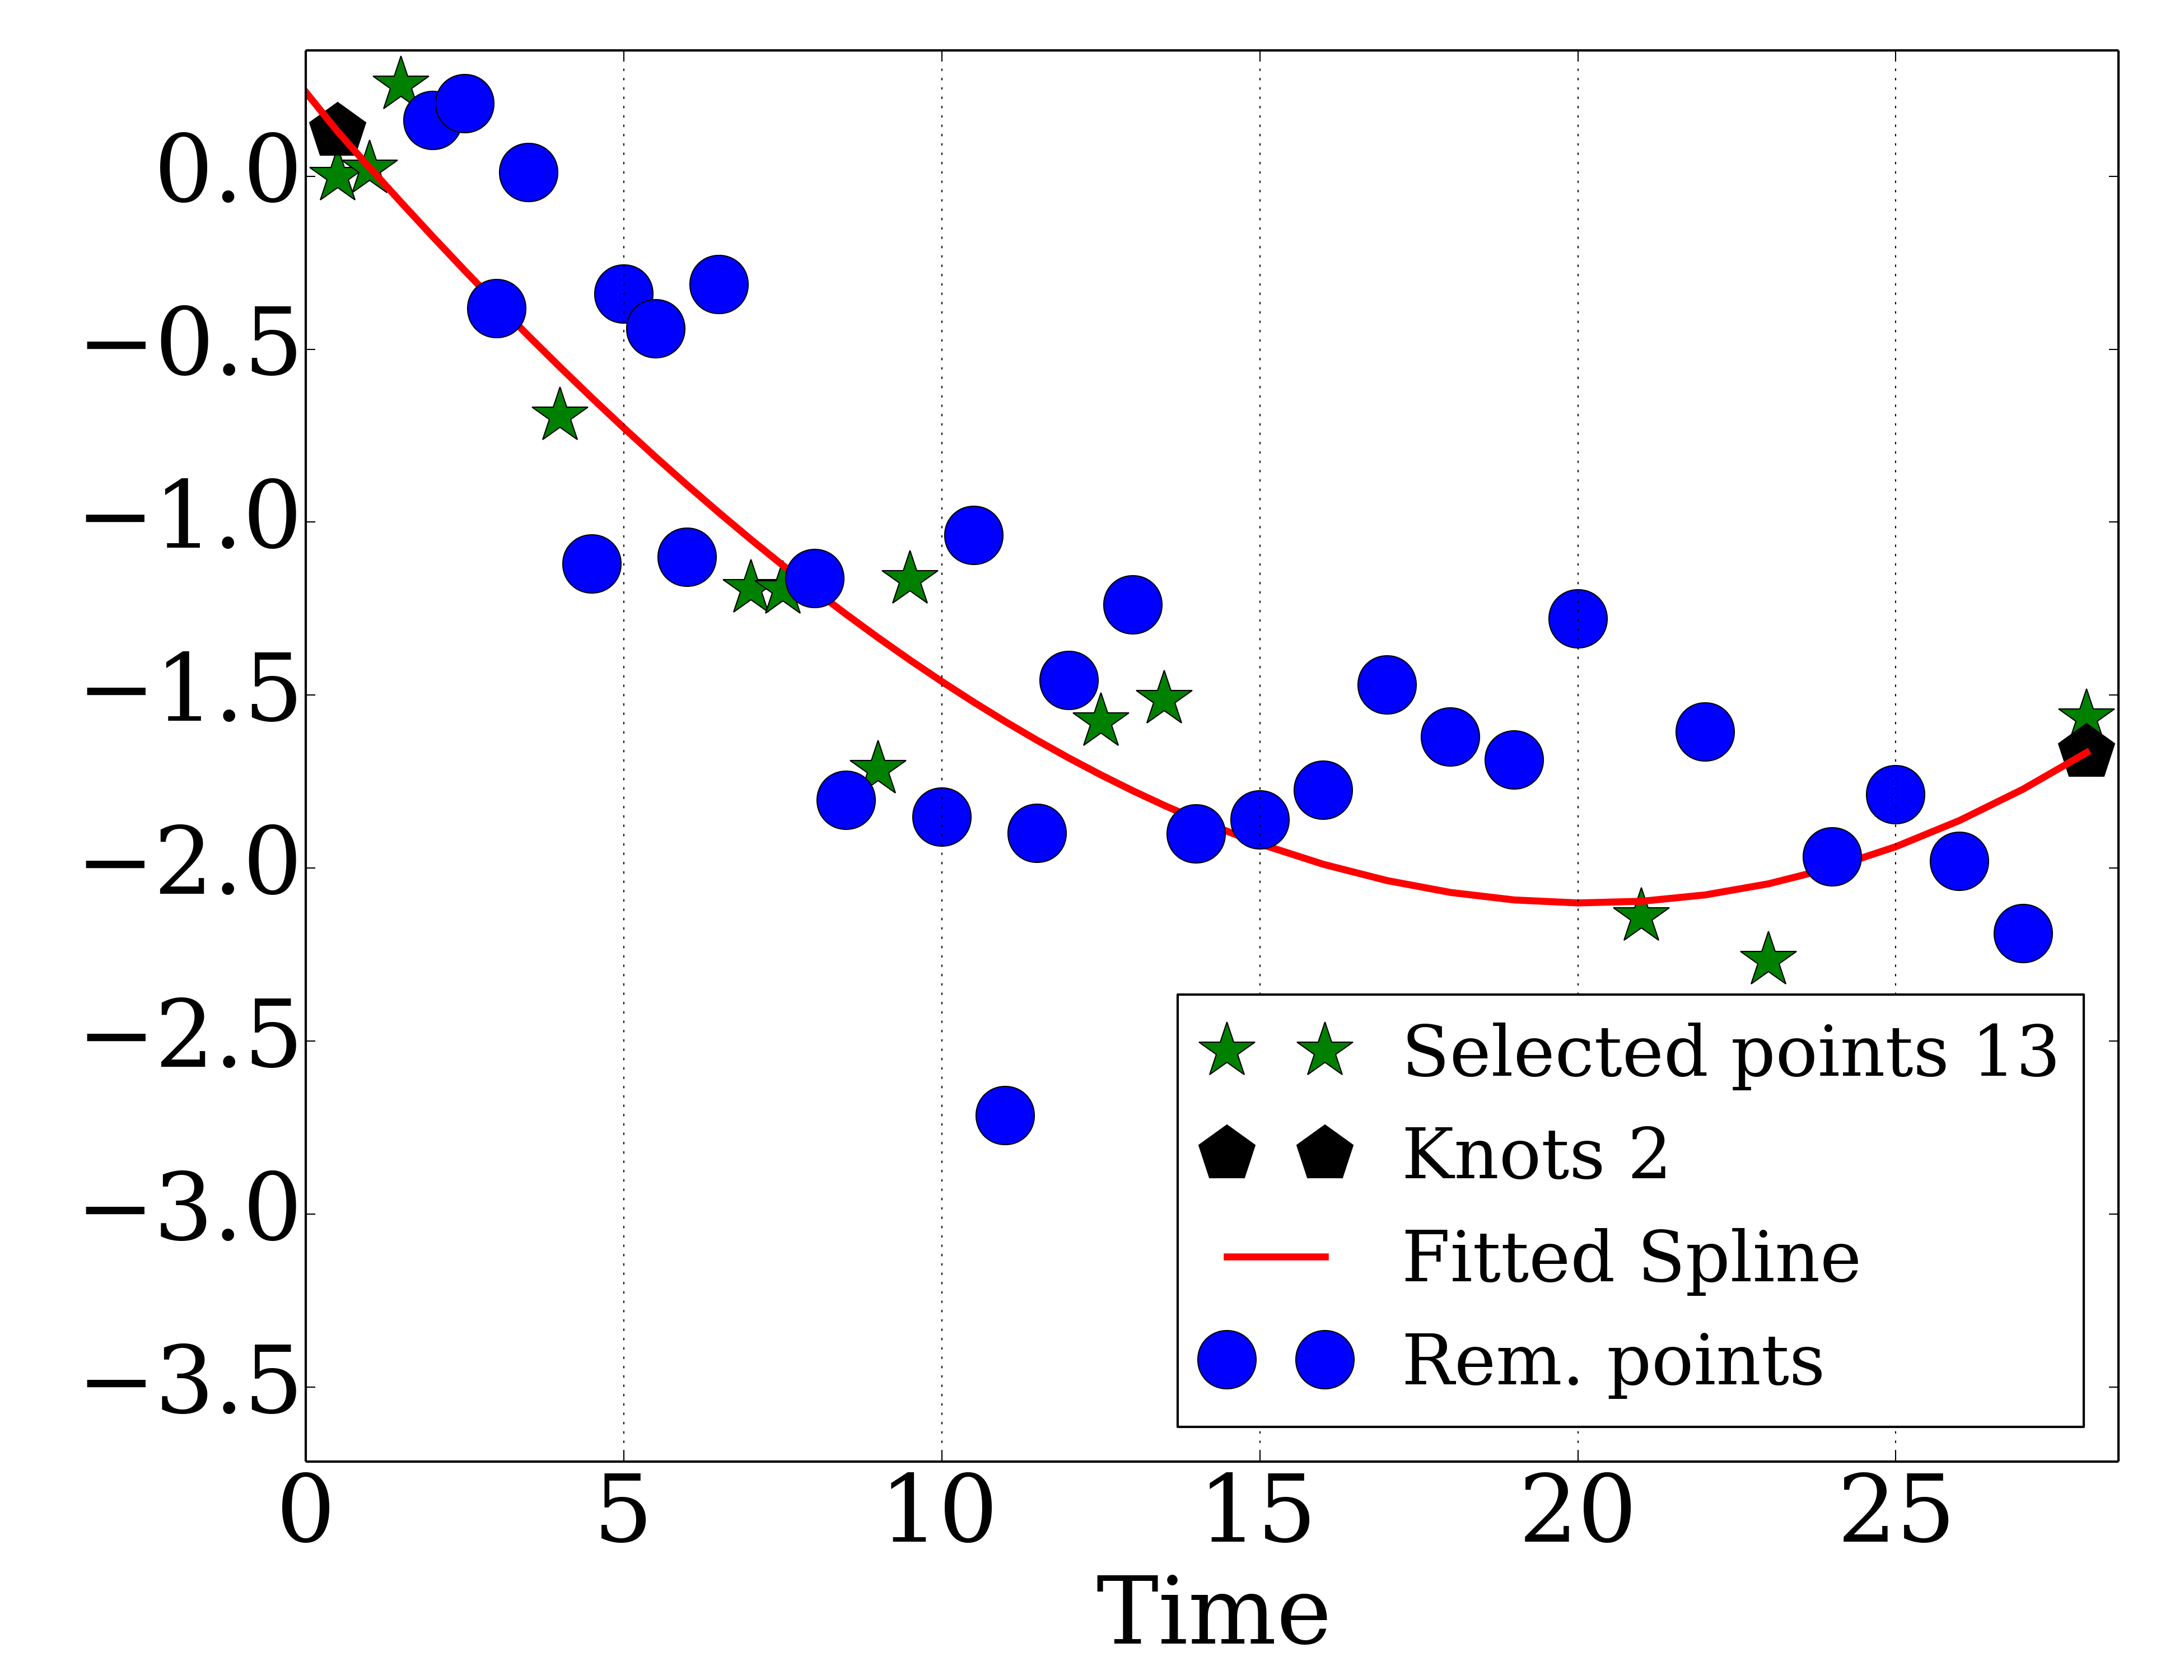 0.0
−0.5
−1.0
−1.5
−2.0
−2.5
−3.0
−3.5
Selected points 13
Knots 2
Fitted Spline
Rem. points
0 5 10 15 20 25
Time